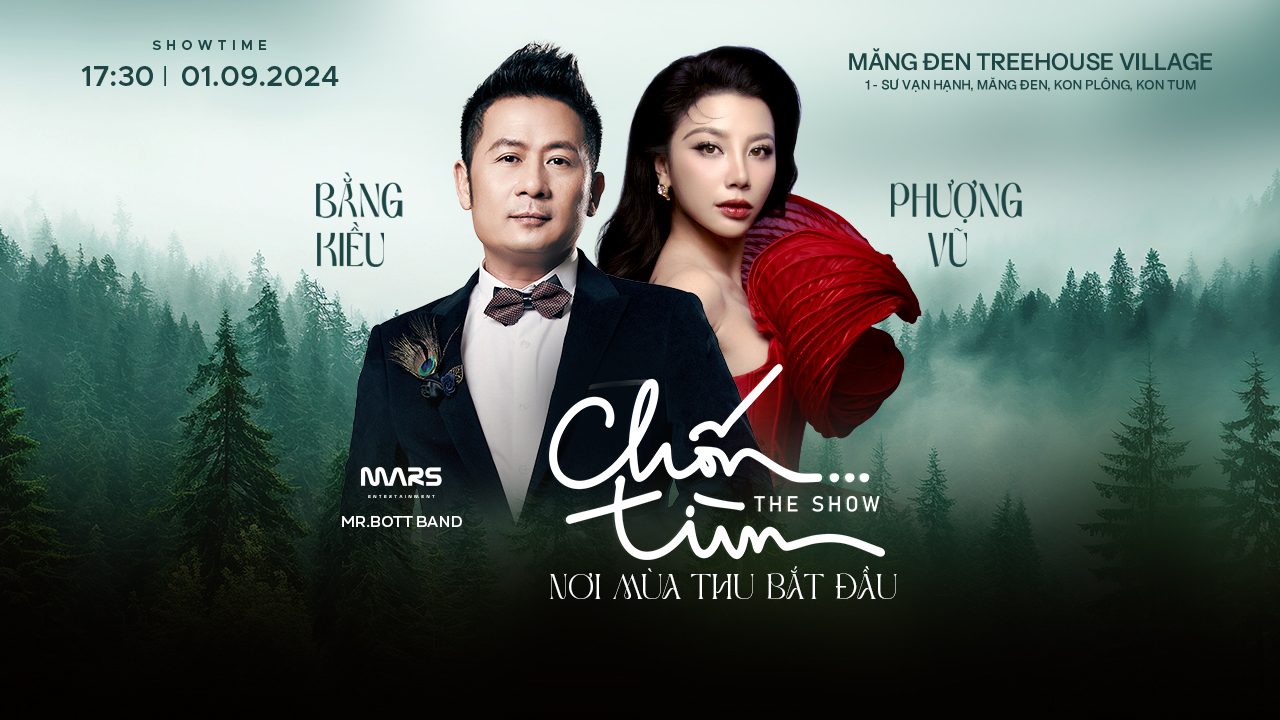 SHOWTIME
17:30 | 01.09.2024
MĂNG ĐEN TREEHOUSE VILLAGE
1- SƯ VẠN HẠNH, MĂNG ĐEN, KON PLÔNG, KON TUM
BẰNG
KIỀU
PHƯỢNG
VŨ
MARS
ENTERTAINMENT
MR.BOTT BAND
Chốn...
THE SHOW
tìm
NƠI MÙA THU BẮT ĐẦU